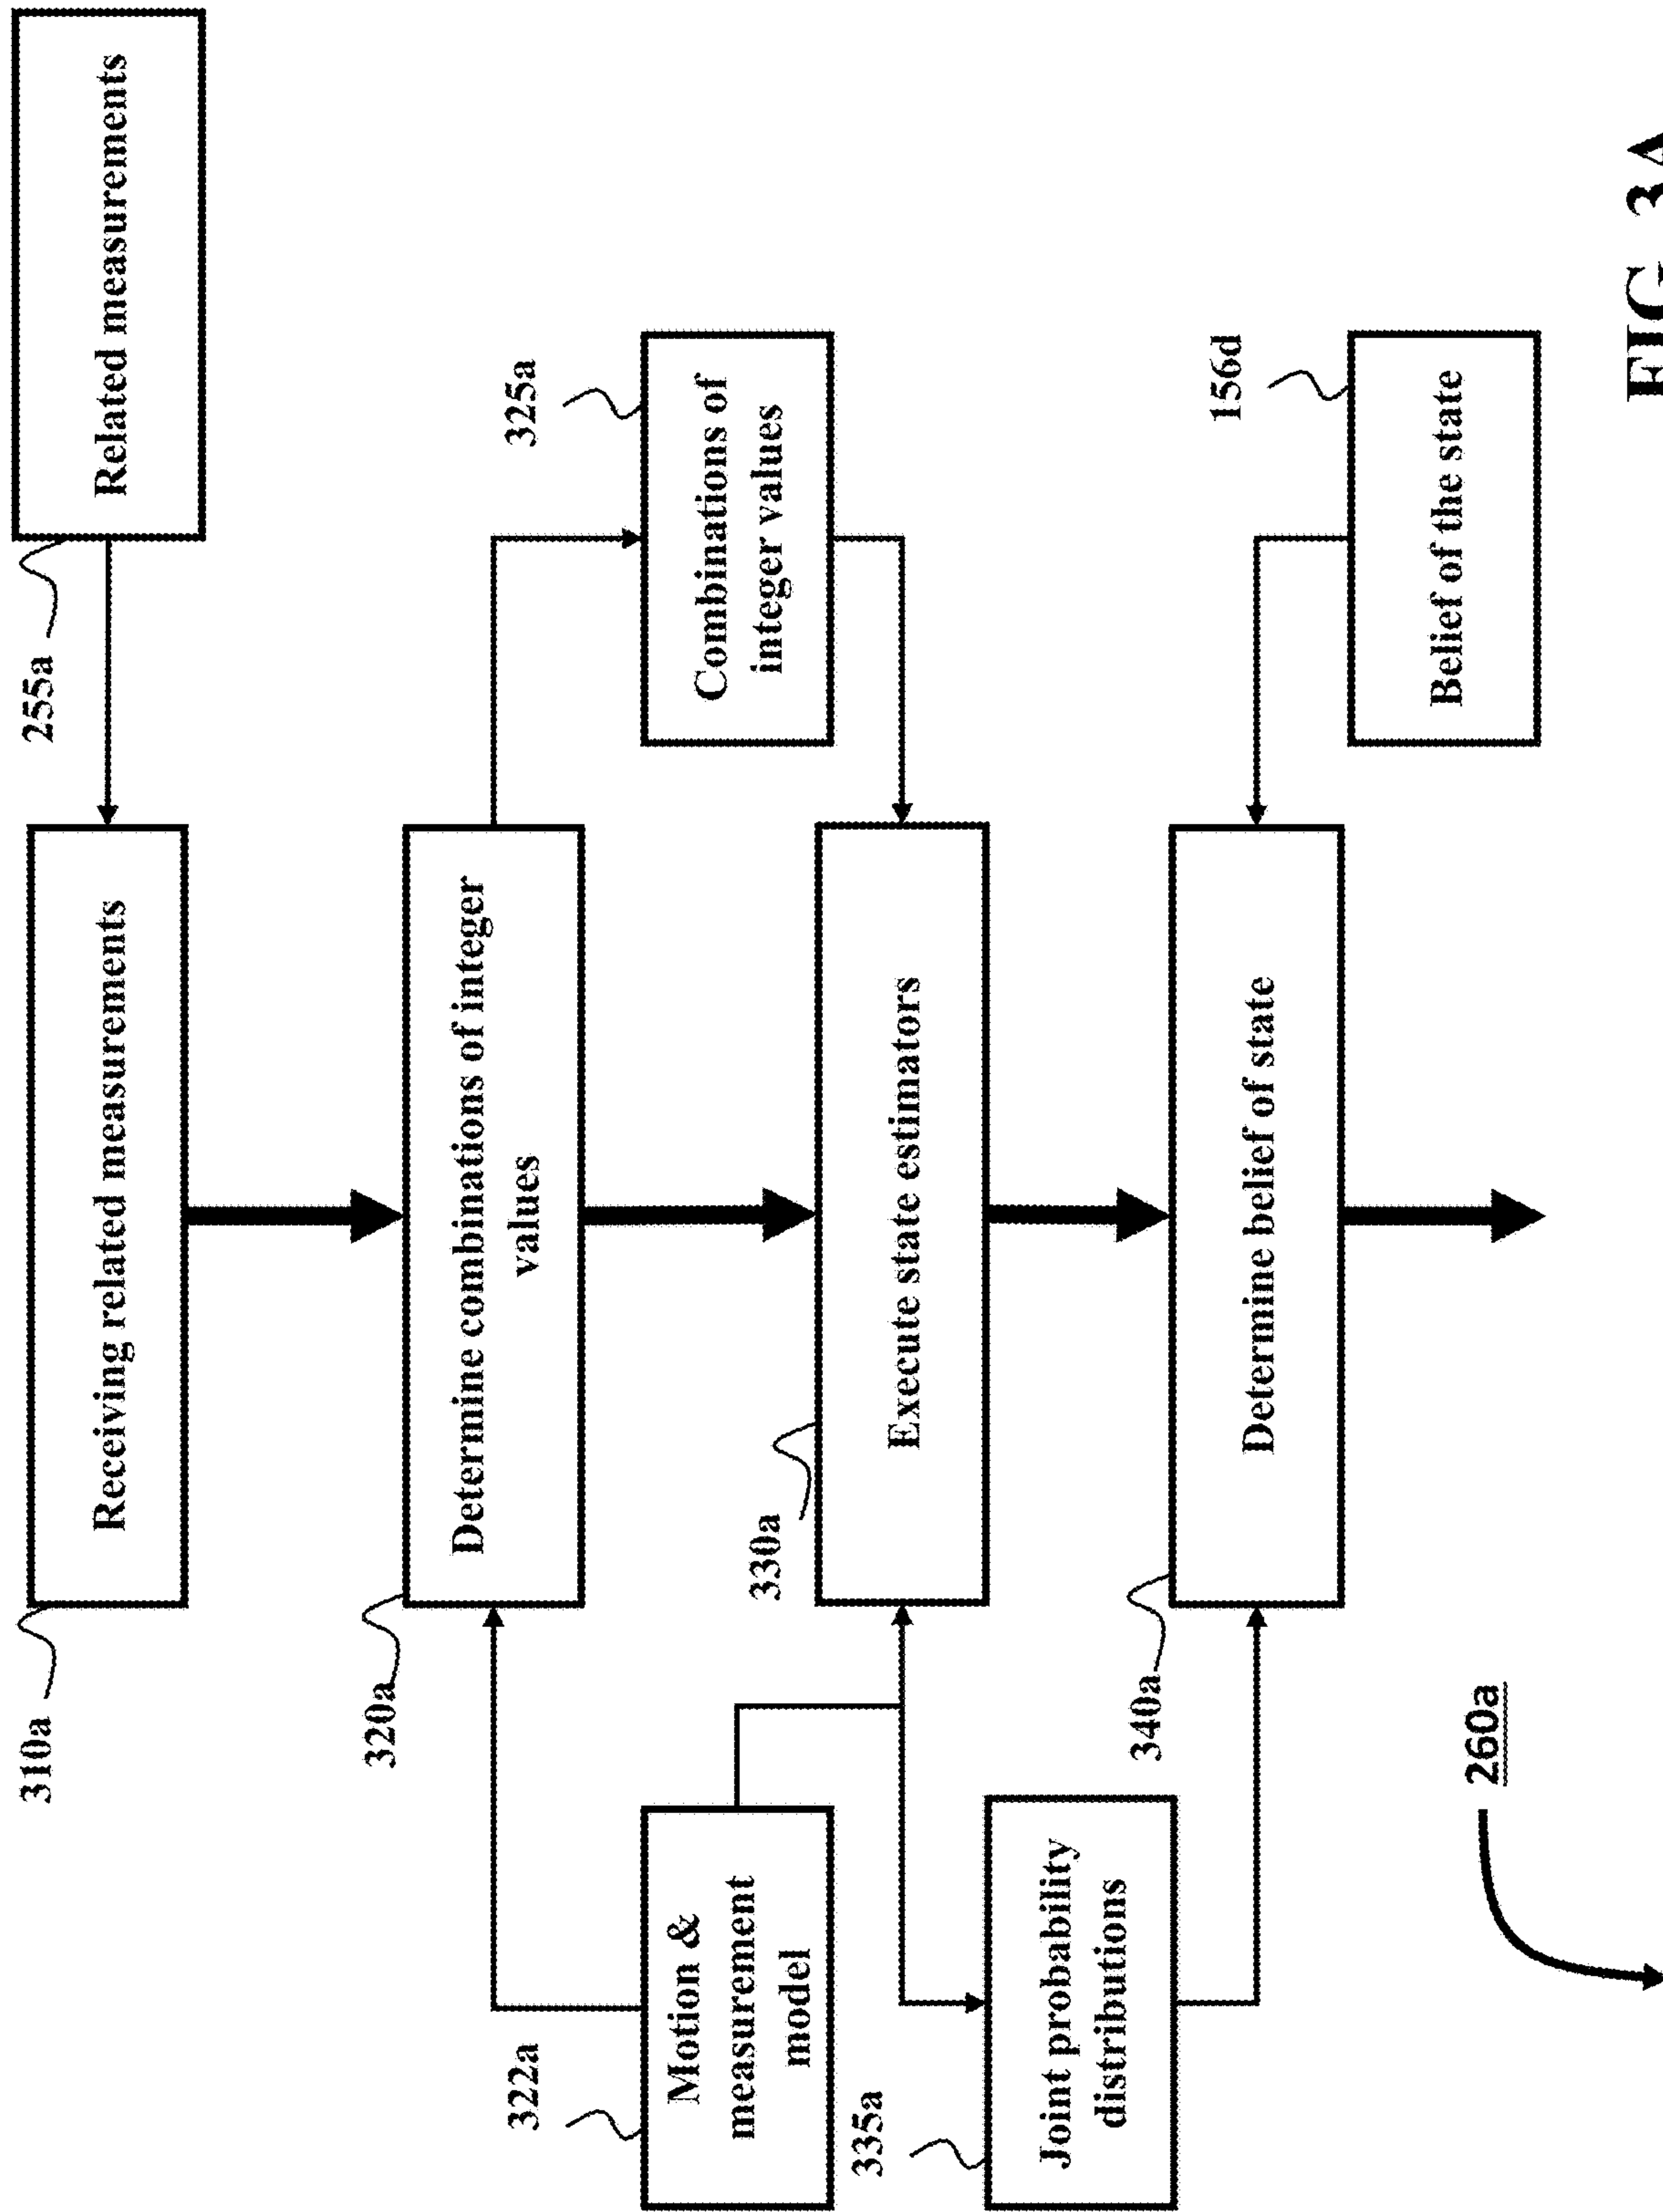 255a
Related measurements
310a
Receiving related measurements
320a
Determine combinations of integer
values
322a
Motion &
measurement
model
325a
Combinations of
integer values
330a
Execute state estimators
335a
Joint probability
distributions
340a
Determine belief of state
156d
Belief of the state
260a
FIG. 3A